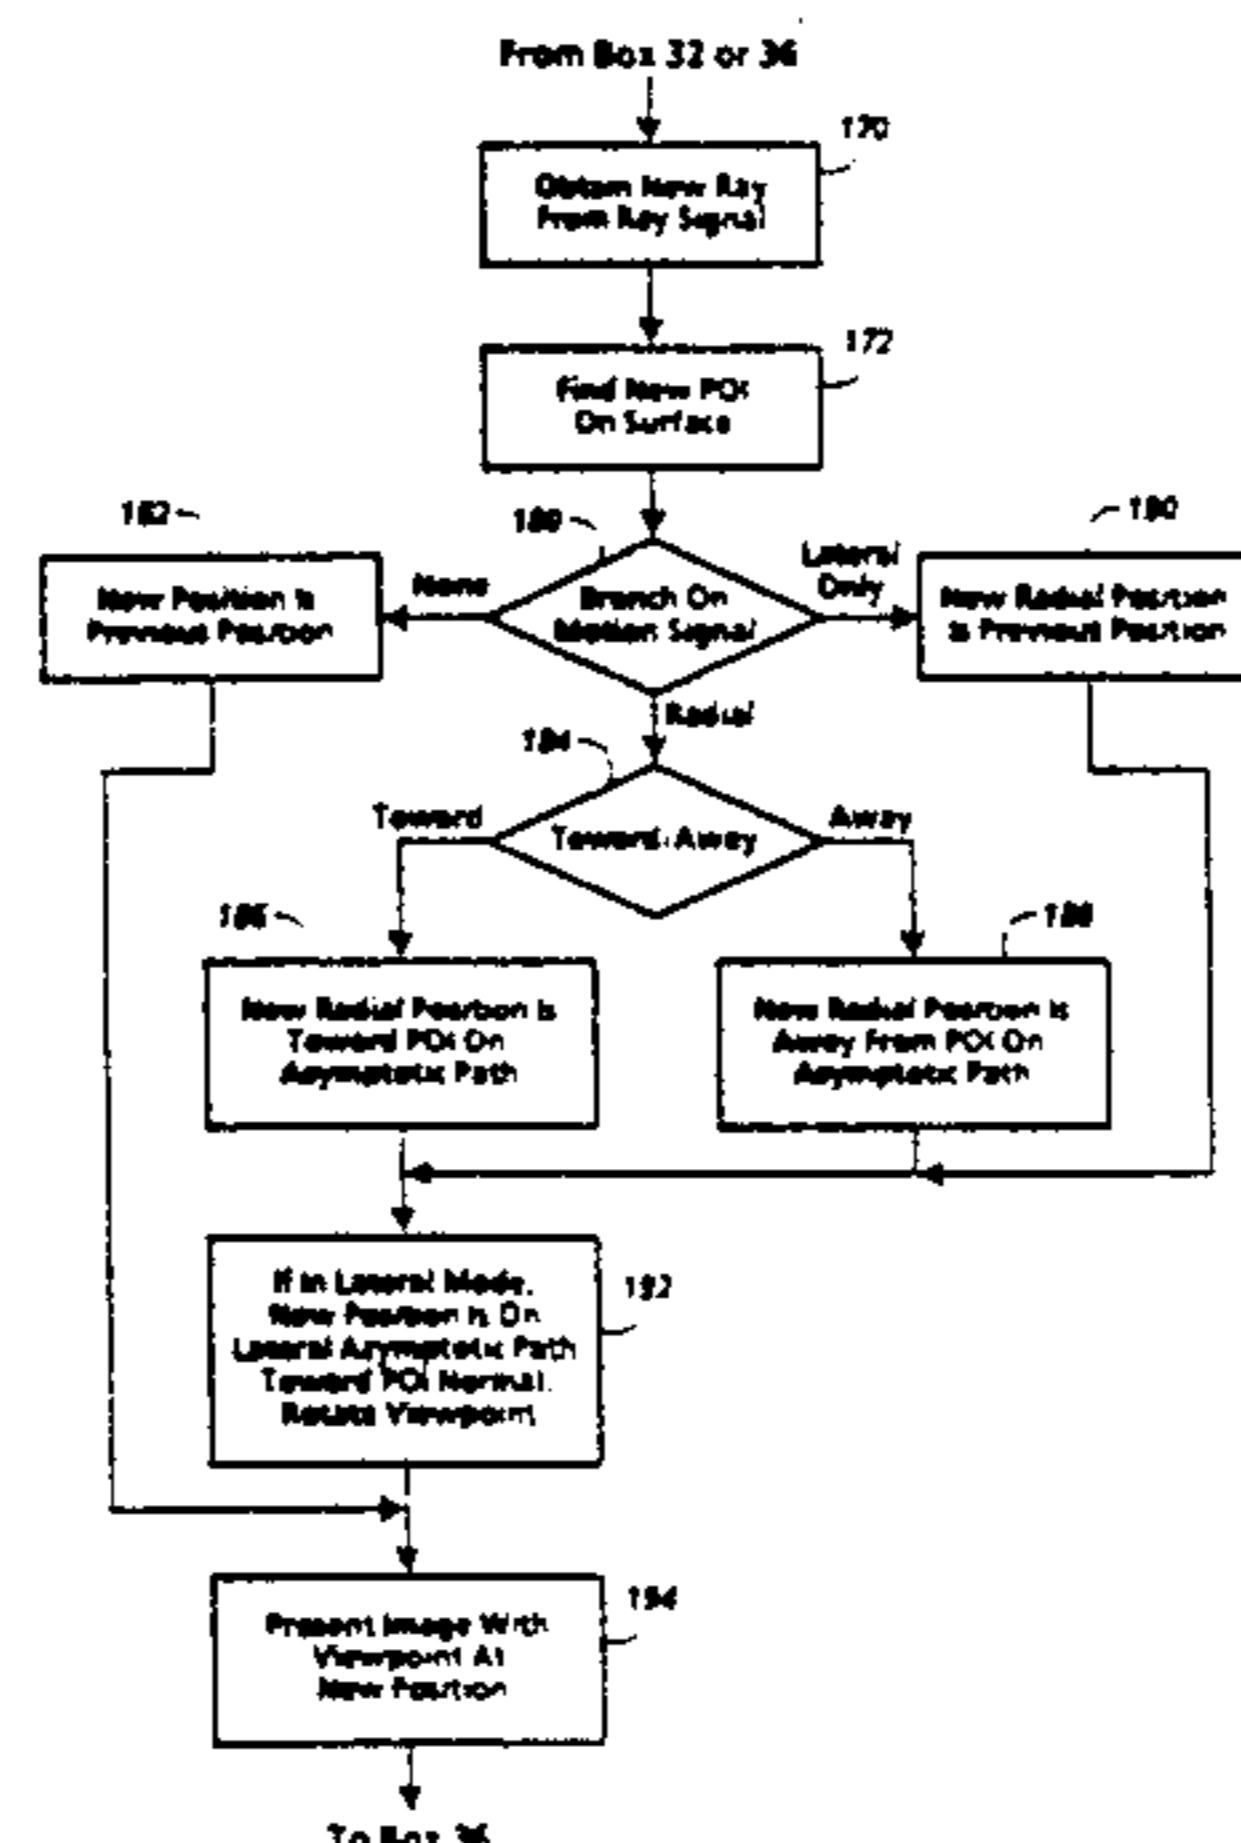 From Box 32 or 36
170
Obtain New Ray
From Ray Signal
172
Find New POI
On Surface
182
180
190
None
Lateral
Only
New Position Is
Previous Position
Branch On
Motion Signal
New Radial Position
Is Previous Position
Radial
184
Toward
Toward/Away
Away
186
188
New Radial Position Is
Toward POI On
Asymptotic Path
New Radial Position Is
Away From POI On
Asymptotic Path
If In Lateral Mode,
New Position Is On
Lateral Asymptotic Path
Toward POI Normal.
Rotate Viewpoint.
192
Present Image With
Viewpoint At
New Position
194
To Box 36